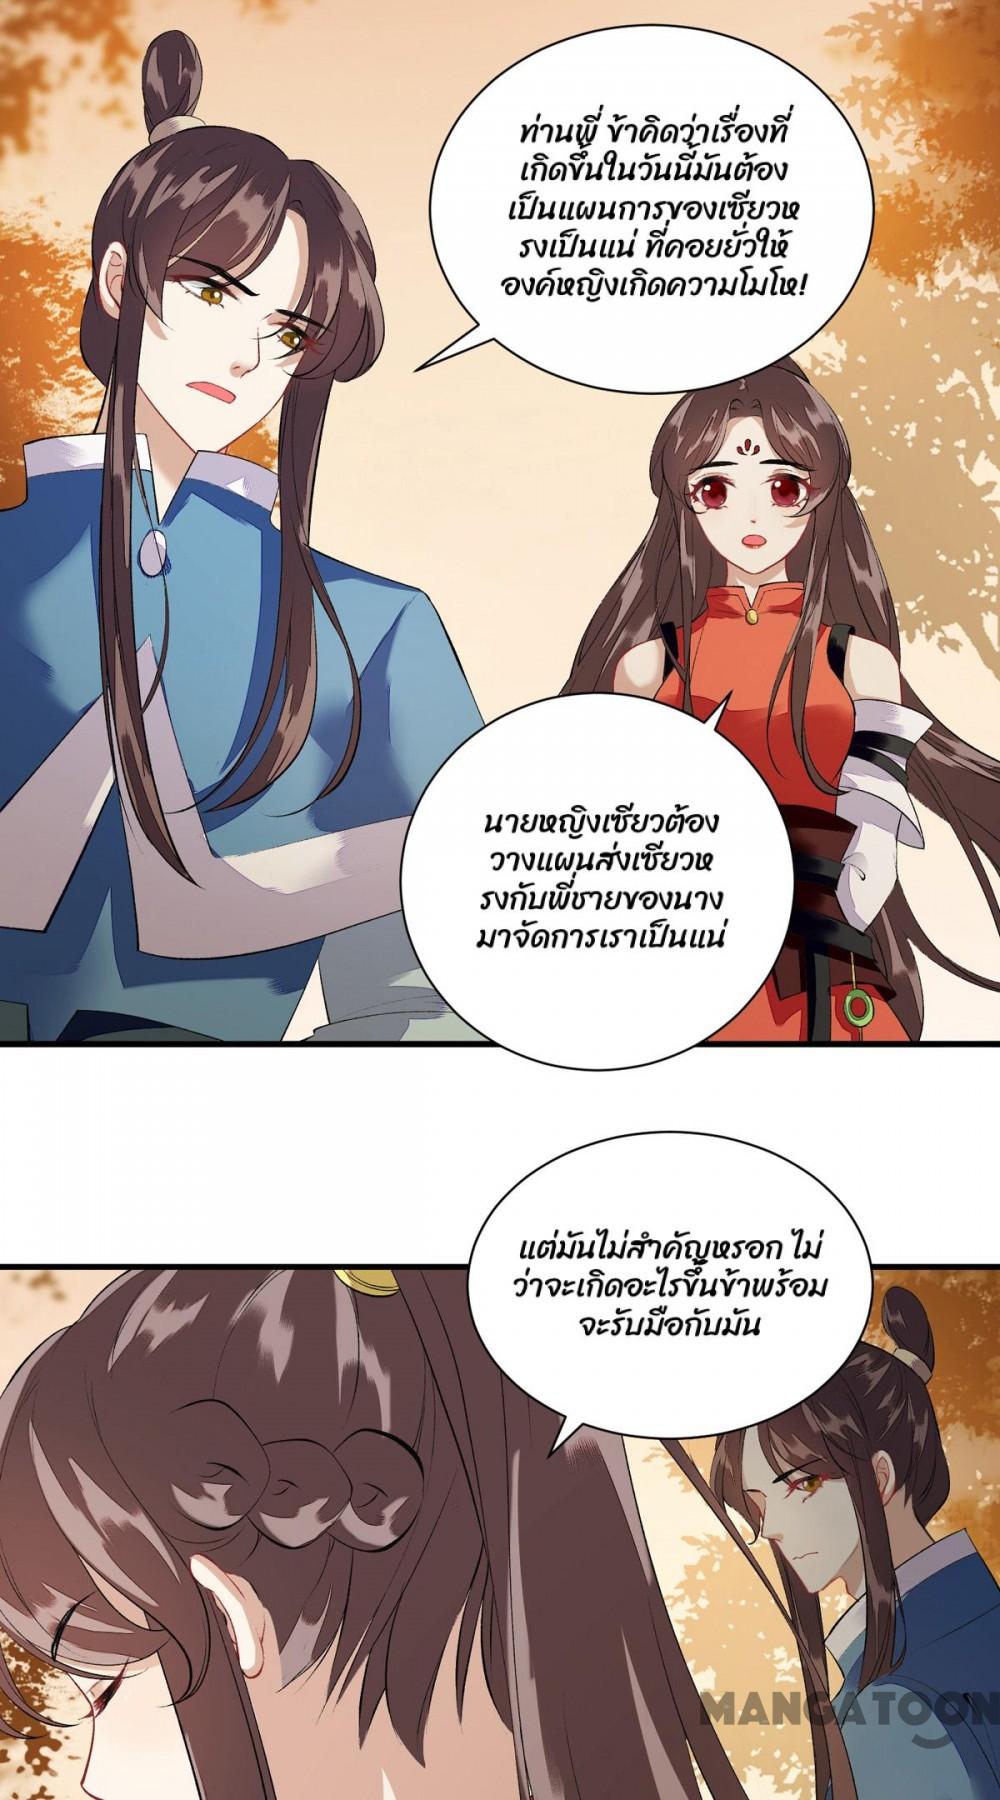 ท่านพี่ ข้าคิดว่าเรื่องที่
เกิดขึ้นในวันนี้มันต้อง
เป็นแผนการของเซียวห
รงเป็นแน่ ที่คอยยั่วให้
องค์หญิงเกิดความโมโห!
นายหญิงเซียวต้อง
วางแผนส่งเซียวห
รงกับพี่ชายของนาง
มาจัดการเราเป็นแน่
แต่มันไม่สำคัญหรอก ไม่
ว่าจะเกิดอะไรขึ้นข้าพร้อม
จะรับมือกับมัน
MANGATOON